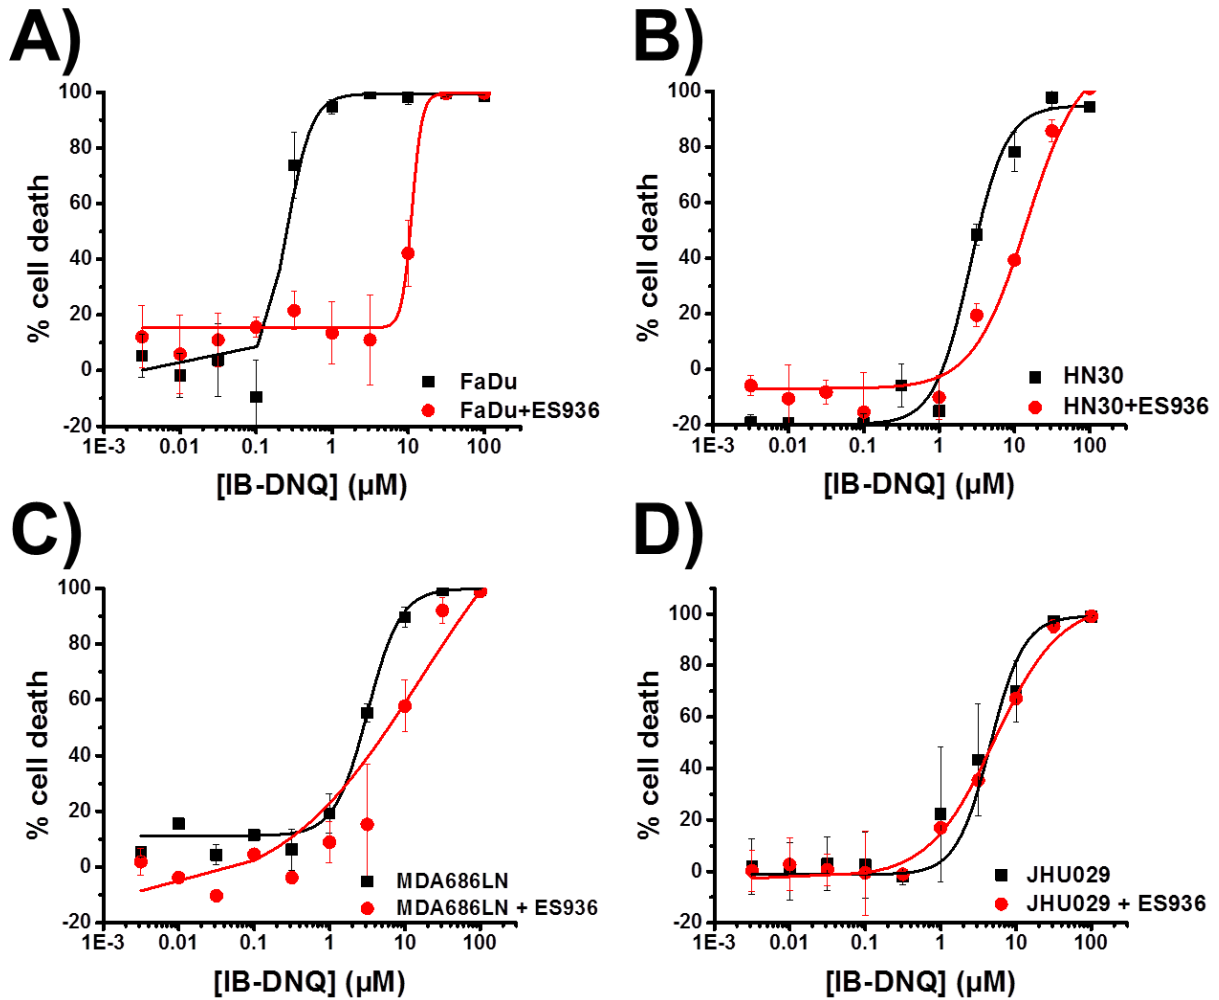 A)
100
80
60
40
20
0
-20
% cell death
FaDu
FaDu+ES936
1E-3 0.01 0.1 1 10 100
[IB-DNQ] (µM)
B)
100
80
60
40
20
0
-20
% cell death
HN30
HN30+ES936
1E-3 0.01 0.1 1 10 100
[IB-DNQ] (µM)
C)
100
80
60
40
20
0
-20
% cell death
MDA686LN
MDA686LN + ES936
1E-3 0.01 0.1 1 10 100
[IB-DNQ] (µM)
D)
100
80
60
40
20
0
-20
% cell death
JHU029
JHU029 + ES936
1E-3 0.01 0.1 1 10 100
[IB-DNQ] (µM)